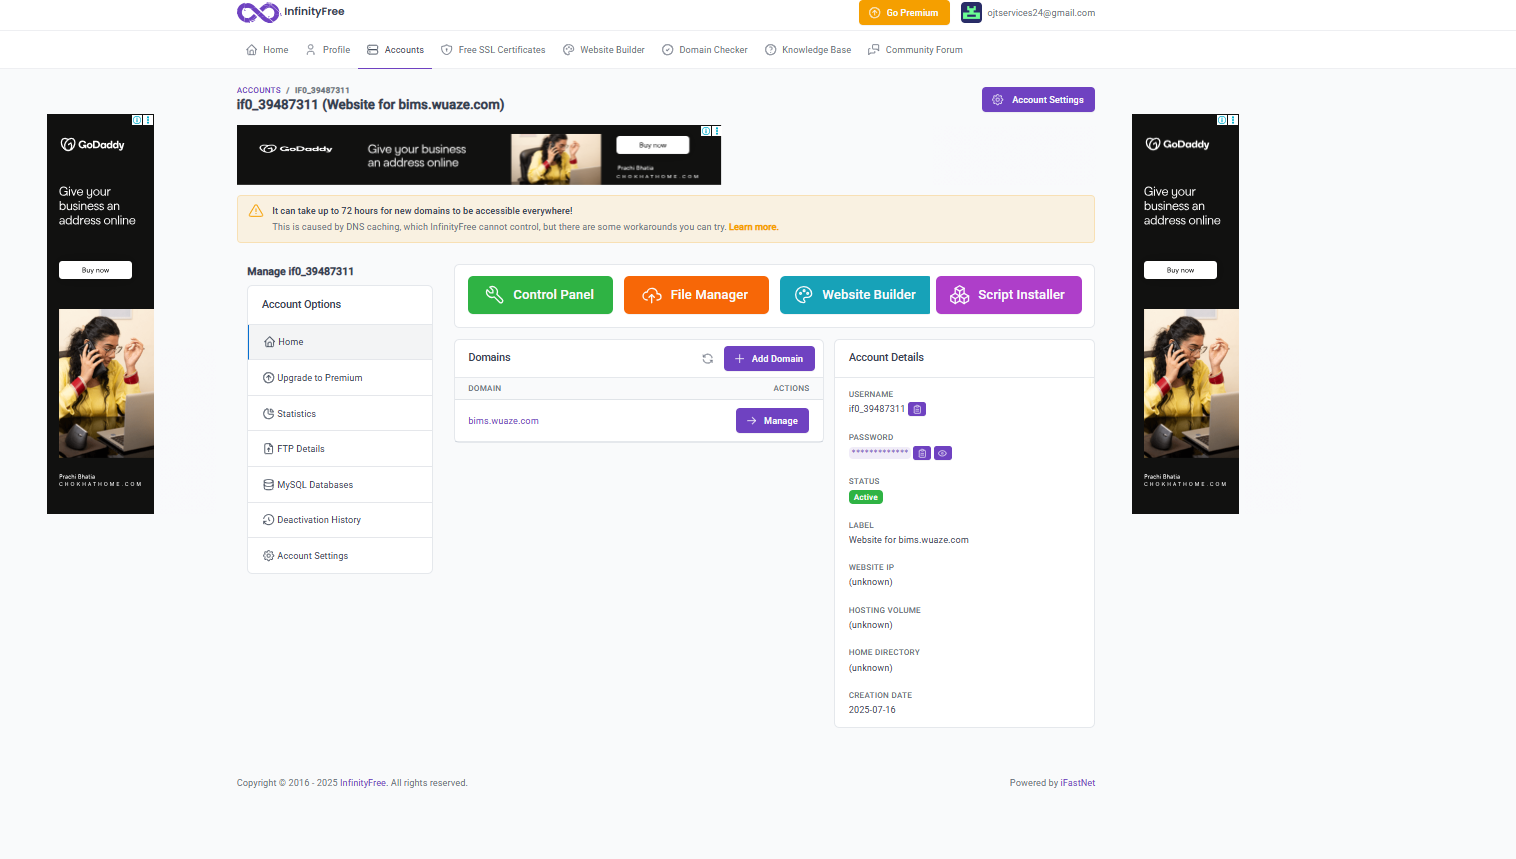 InfinityFree
Go Premium
ojtservices24@gmail.com
Home
Profile
Accounts
Free SSL Certificates
Website Builder
Domain Checker
Knowledge Base
Community Forum
ACCOUNTS / IF0_39487311
if0_39487311 (Website for bims.wuaze.com)
Account Settings
GoDaddy
Give your business
an address online
Buy now
Prachi Bhatia
CHOKHATHOME.COM
GoDaddy
Give your
business an
address online
Buy now
Prachi Bhatia
CHOKHATHOME.COM
It can take up to 72 hours for new domains to be accessible everywhere!
This is caused by DNS caching, which InfinityFree cannot control, but there are some workarounds you can try. Learn more.
Manage if0_39487311
Account Options
Home
Upgrade to Premium
Statistics
FTP Details
MySQL Databases
Deactivation History
Account Settings
Control Panel
File Manager
Website Builder
Script Installer
Domains
Add Domain
DOMAIN
ACTIONS
bims.wuaze.com
Manage
Account Details
USERNAME
if0_39487311
PASSWORD
*************
STATUS
Active
LABEL
Website for bims.wuaze.com
WEBSITE IP
(unknown)
HOSTING VOLUME
(unknown)
HOME DIRECTORY
(unknown)
CREATION DATE
2025-07-16
GoDaddy
Give your
business an
address online
Buy now
Prachi Bhatia
CHOKHATHOME.COM
Copyright © 2016 - 2025 InfinityFree. All rights reserved.
Powered by iFastNet